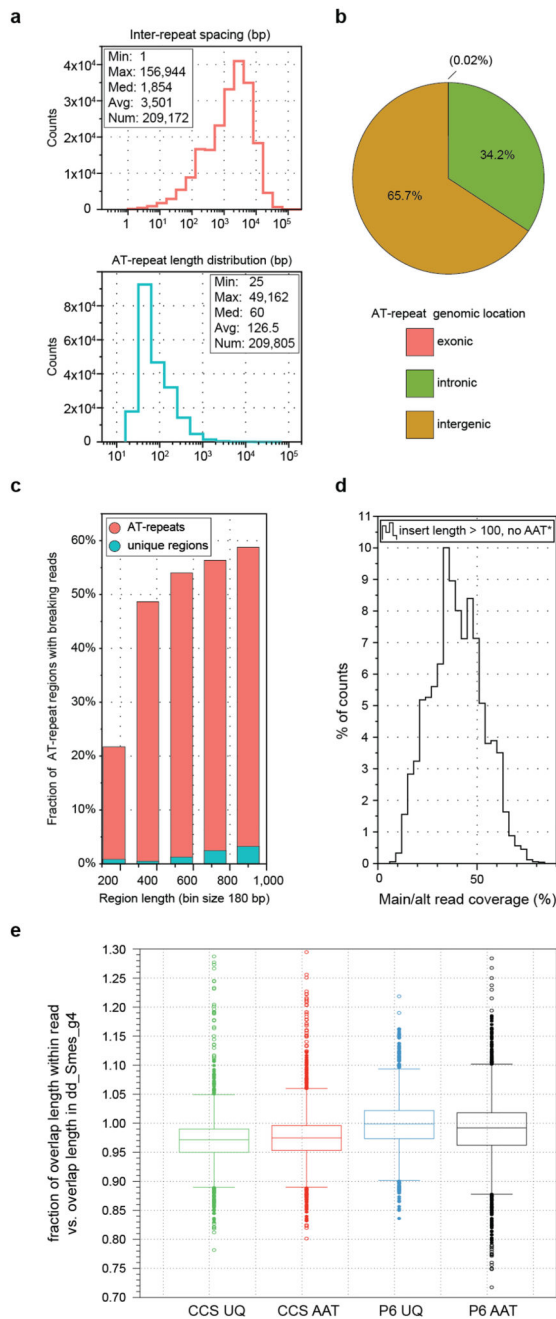 a
Inter-repeat spacing (bp)
Min: 1
Max: 156,944
Med: 1,854
Avg: 3,501
Num: 209,172
4x10⁴
3x10⁴
2x10⁴
1x10⁴
0
Counts
1 10¹ 10² 10³ 10⁴ 10⁵
AT-repeat length distribution (bp)
Min: 25
Max: 49,162
Med: 60
Avg: 126.5
Num: 209,805
8x10⁴
6x10⁴
4x10⁴
2x10⁴
0
Counts
10¹ 10² 10³ 10⁴ 10⁵
b
(0.02%)
34.2%
65.7%
AT-repeat genomic location
exonic
intronic
intergenic
c
AT-repeats
unique regions
60%
50%
40%
30%
20%
10%
0%
Fraction of AT-repeat regions with breaking reads
200 400 600 800 1,000
Region length (bin size 180 bp)
d
insert length > 100, no AAT*
11
10
9
8
7
6
5
4
3
2
1
0
% of counts
0 50
Main/alt read coverage (%)
e
1.30
1.25
1.20
1.15
1.10
1.05
1.00
0.95
0.90
0.85
0.80
0.75
0.70
fraction of overlap length within read
vs. overlap length in dd_Smes_g4
CCS UQ CCS AAT P6 UQ P6 AAT